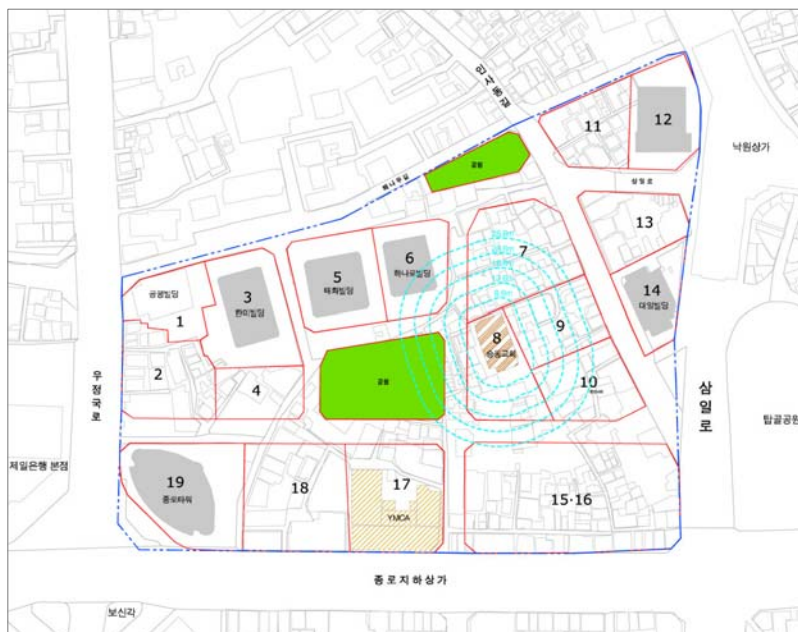 인사동길
12
11
낙원상가
공원
삼일로
13
7
6
하나로빌딩
5
태화빌딩
공평빌딩
3
한미빌딩
1
14
대양빌딩
9
8
승동교회
2
우정국로
4
공원
10
삼일로
탑골공원
제일은행 본점
19
종로타워
18
17
YMCA
15·16
종로지하상가
보신각